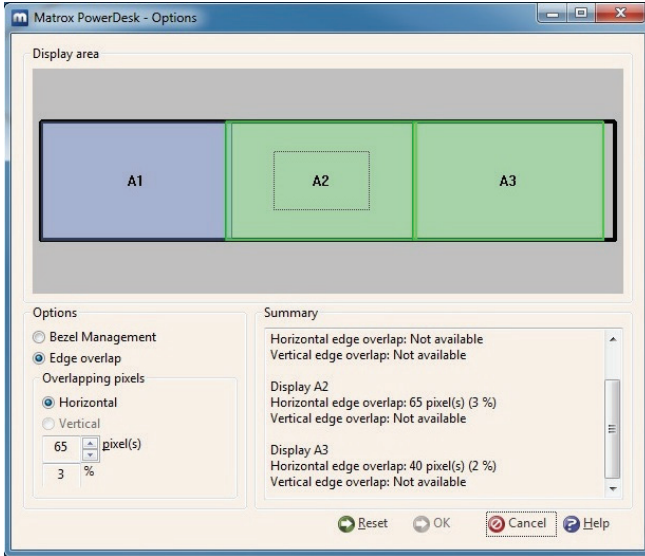 Matrox PowerDesk - Options
Display area
A1
A2
A3
Options
Bezel Management
Edge overlap
Overlapping pixels
Horizontal
Vertical
65 pixel(s)
3 %
Summary
Horizontal edge overlap: Not available
Vertical edge overlap: Not available
Display A2
Horizontal edge overlap: 65 pixel(s) (3 %)
Vertical edge overlap: Not available
Display A3
Horizontal edge overlap: 40 pixel(s) (2 %)
Vertical edge overlap: Not available
Reset
OK
Cancel
Help